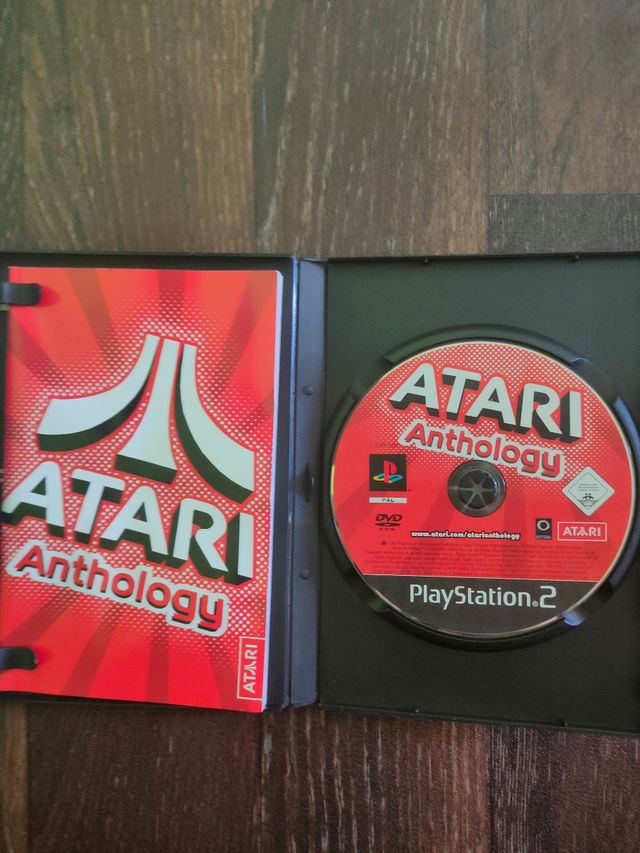 ATARI
Anthology
ATARI
ATARI
Anthology
PAL
DVD
www.atari.com/atarianthology
ATARI
PlayStation®2